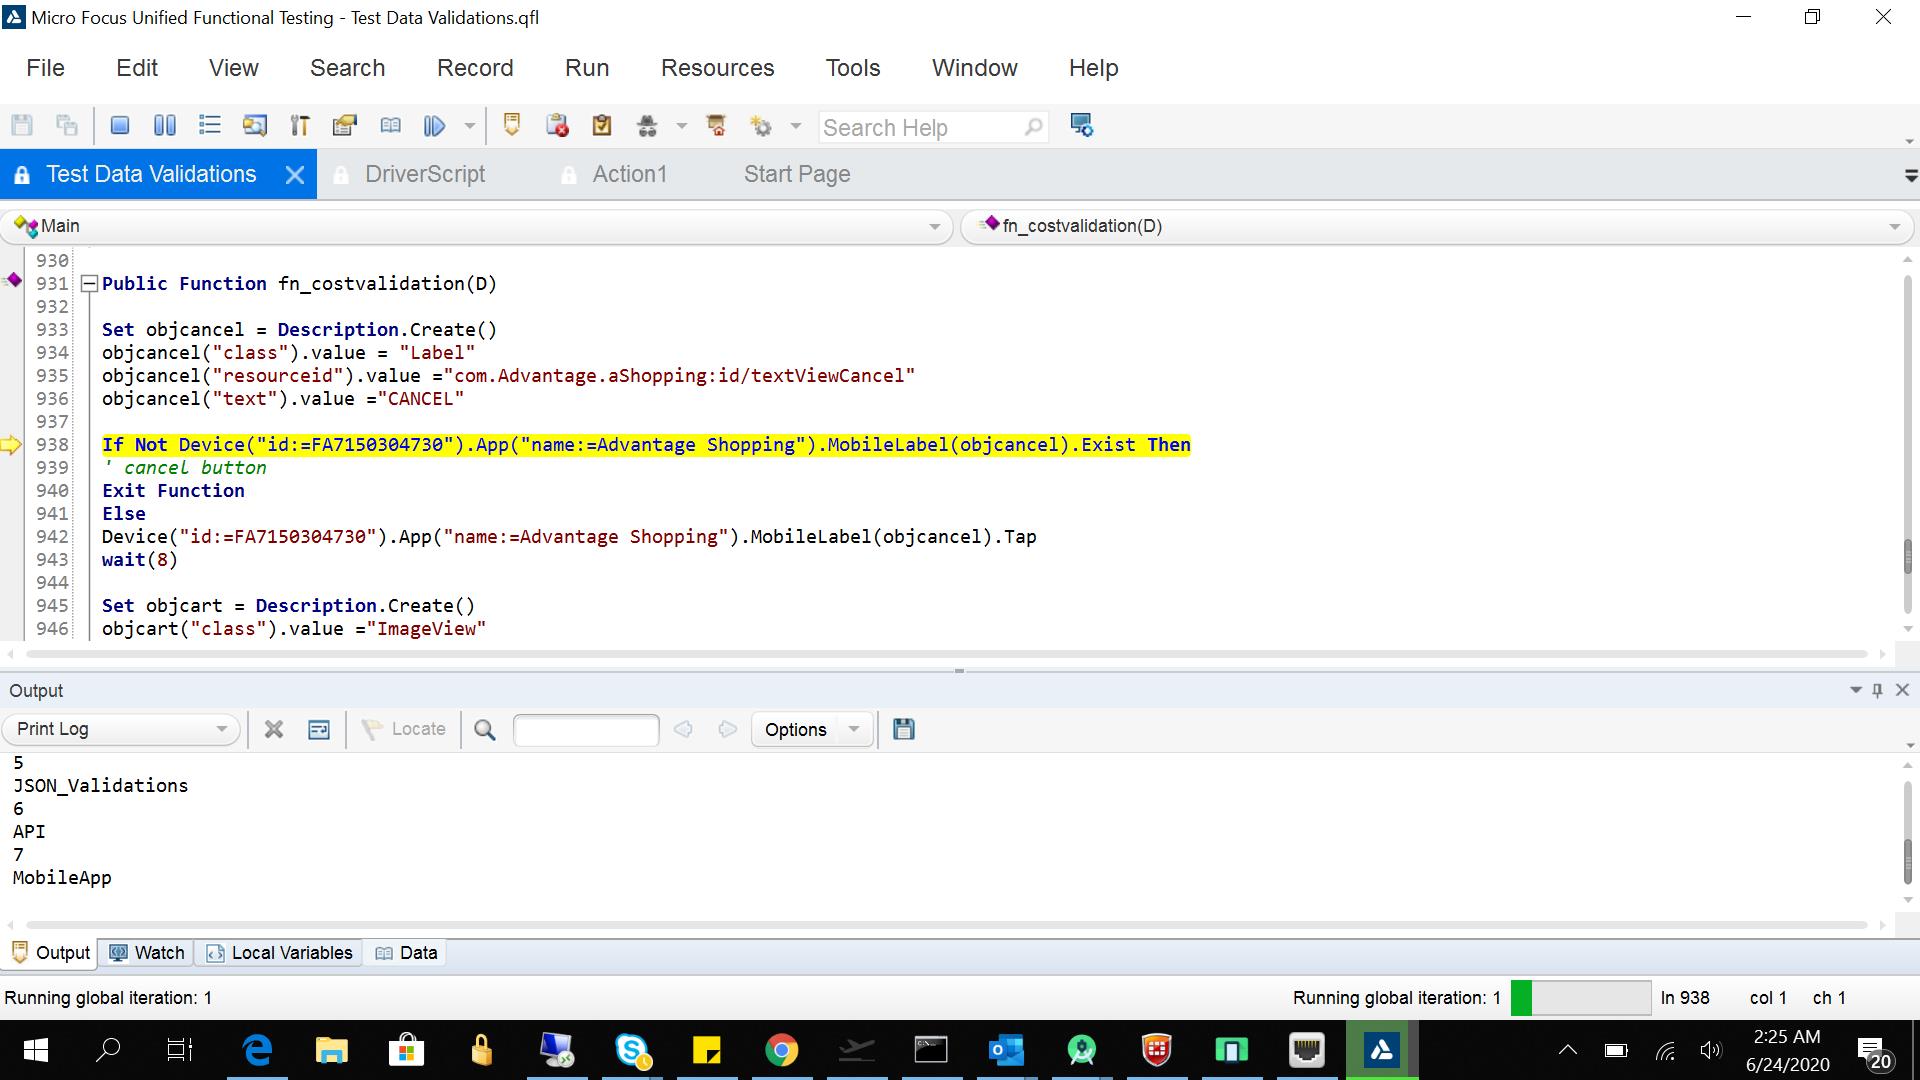 Micro Focus Unified Functional Testing - Test Data Validations.qfl
File Edit View Search Record Run Resources Tools Window Help
Search Help
Test Data Validations DriverScript Action1 Start Page
Main fn_costvalidation(D)
930
931 Public Function fn_costvalidation(D)
932
933 Set objcancel = Description.Create()
934 objcancel("class").value = "Label"
935 objcancel("resourceid").value ="com.Advantage.aShopping:id/textViewCancel"
936 objcancel("text").value ="CANCEL"
937
938 If Not Device("id:=FA7150304730").App("name:=Advantage Shopping").MobileLabel(objcancel).Exist Then
939 ' cancel button
940 Exit Function
941 Else
942 Device("id:=FA7150304730").App("name:=Advantage Shopping").MobileLabel(objcancel).Tap
943 wait(8)
944
945 Set objcart = Description.Create()
946 objcart("class").value ="ImageView"
Output
Print Log Locate Options
5
JSON_Validations
6
API
7
MobileApp
Output Watch Local Variables Data
Running global iteration: 1 Running global iteration: 1 ln 938 col 1 ch 1
2:25 AM
6/24/2020
20